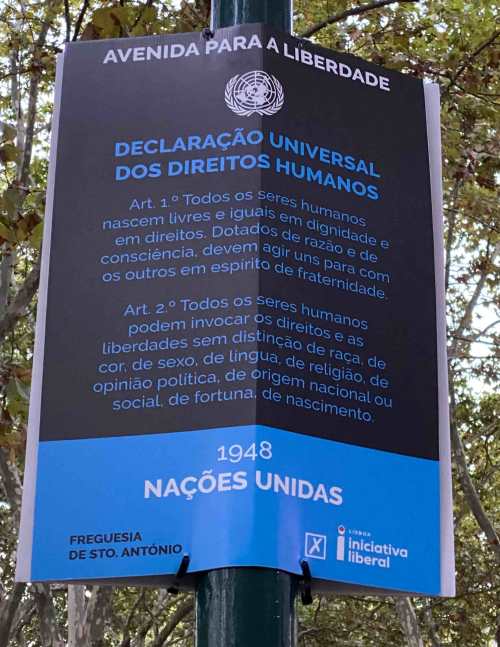 AVENIDA PARA A LIBERDADE
DECLARAÇÃO UNIVERSAL
DOS DIREITOS HUMANOS
Art. 1.º Todos os seres humanos
nascem livres e iguais em dignidade e
em direitos. Dotados de razão e de
consciência, devem agir uns para com
os outros em espírito de fraternidade.
Art. 2.º Todos os seres humanos
podem invocar os direitos e as
liberdades sem distinção de raça, de
cor, de sexo, de língua, de religião, de
opinião política, de origem nacional ou
social, de fortuna, de nascimento.
1948
NAÇÕES UNIDAS
FREGUESIA
DE STO. ANTÓNIO
LISBOA
iniciativa
liberal